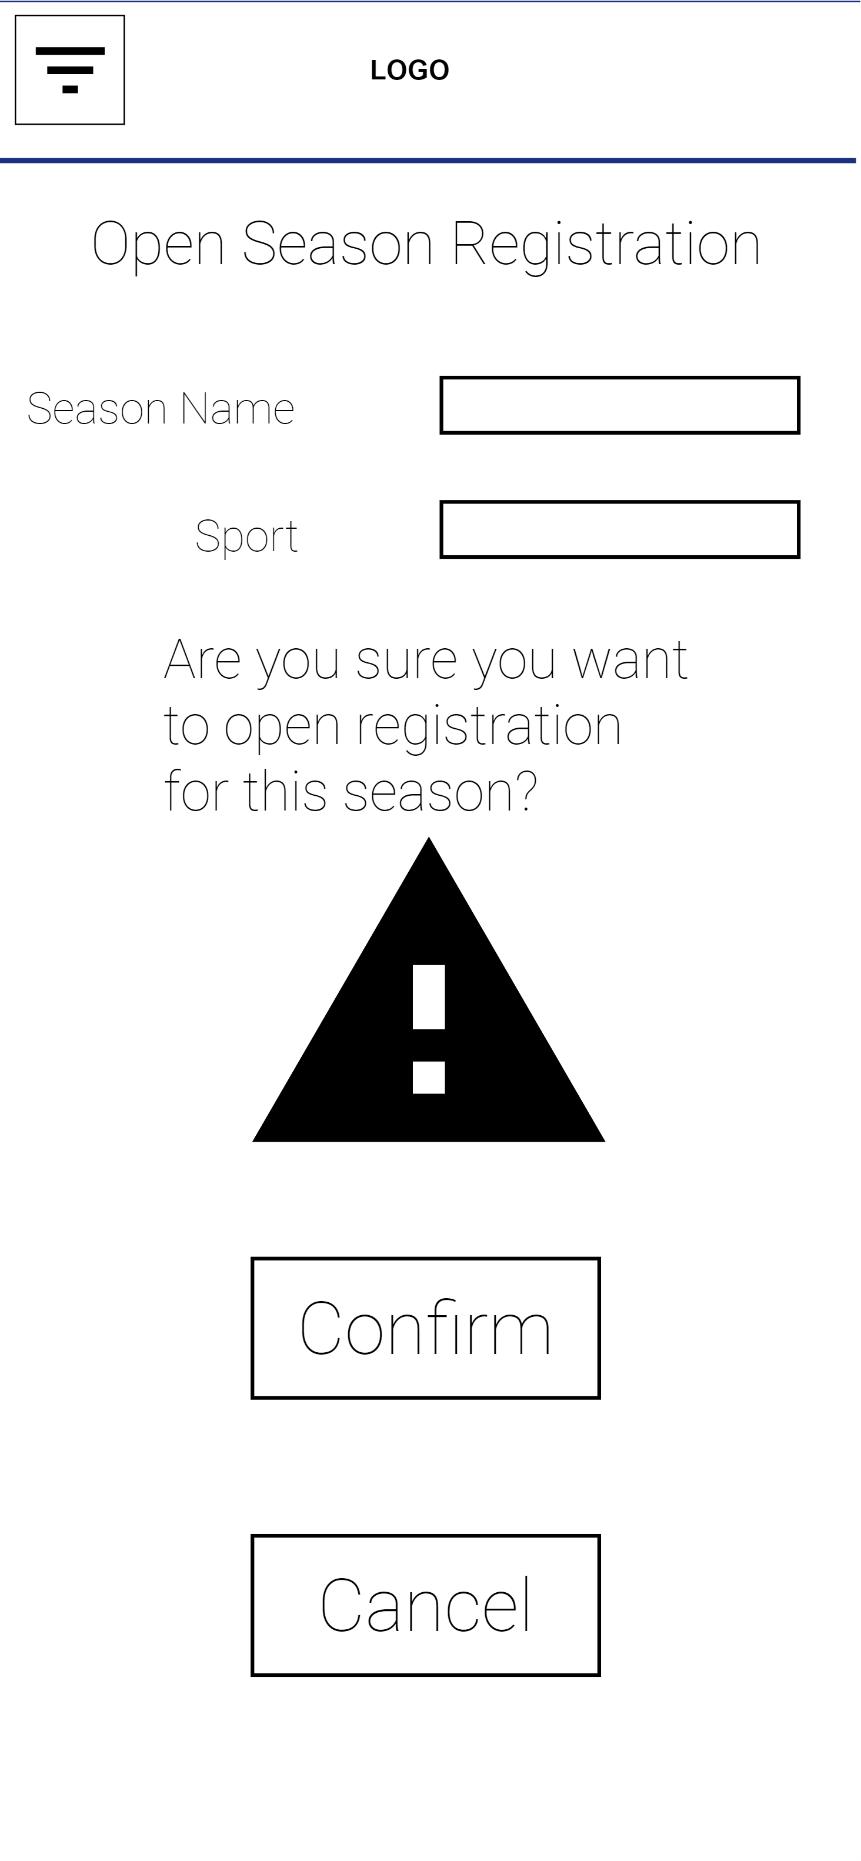 LOGO
Open Season Registration
Season Name
Sport
Are you sure you want
to open registration
for this season?
Confirm
Cancel